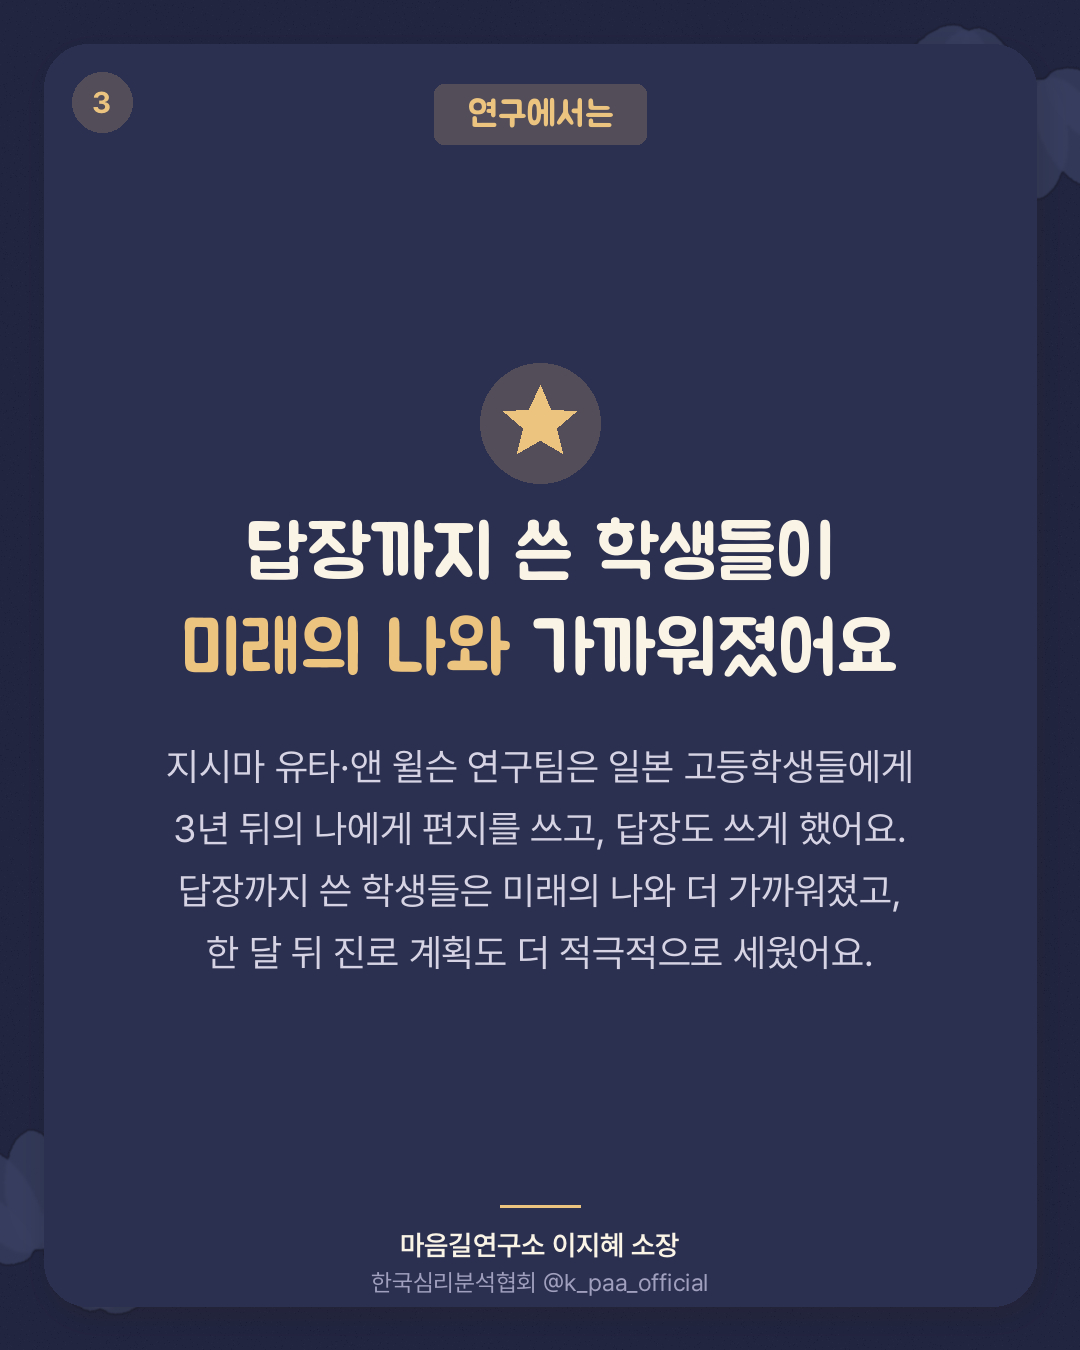 3
연구에서는
답장까지 쓴 학생들이
미래의 나와 가까워졌어요
지시마 유타·앤 윌슨 연구팀은 일본 고등학생들에게
3년 뒤의 나에게 편지를 쓰고, 답장도 쓰게 했어요.
답장까지 쓴 학생들은 미래의 나와 더 가까워졌고,
한 달 뒤 진로 계획도 더 적극적으로 세웠어요.
마음길연구소 이지혜 소장
한국심리분석협회 @k_paa_official